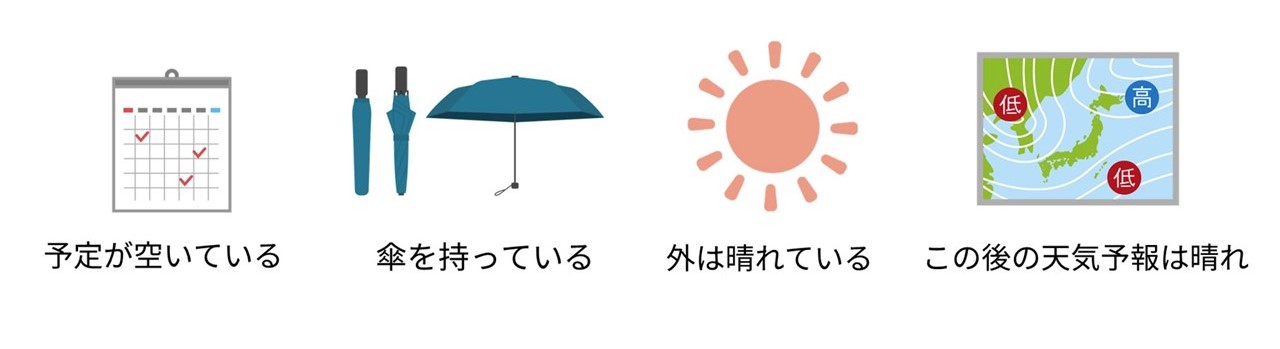 予定が空いている
傘を持っている
外は晴れている
低
高
低
この後の天気予報は晴れ